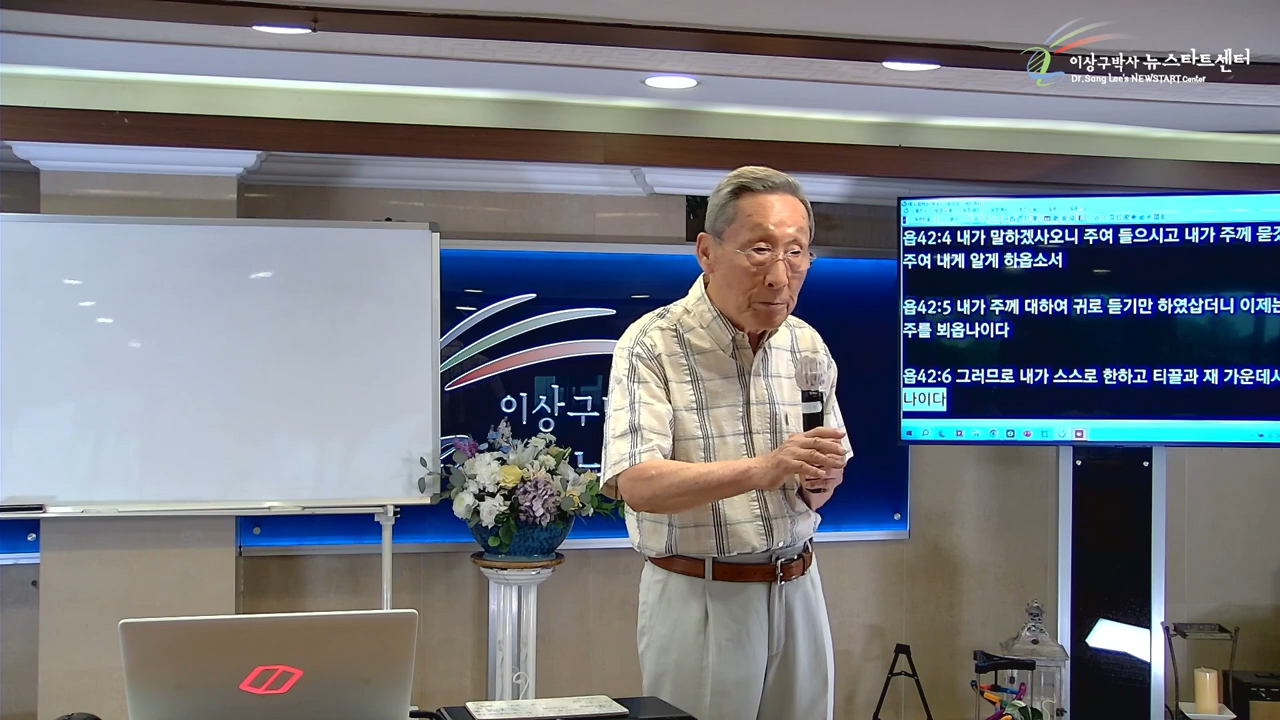 이상구박사 뉴스타트센터
Dr. Sang Lee's NEWSTART Center
욥42:4 내가 말하겠사오니 주여 들으시고 내가 주께
주여 내게 알게 하옵소서
욥42:5 내가 주께 대하여 귀로 듣기만 하였삽더니 이제는
주를 뵈옵나이다
욥42:6 그러므로 내가 스스로 한하고 티끌과 재 가운데서
나이다
이상구